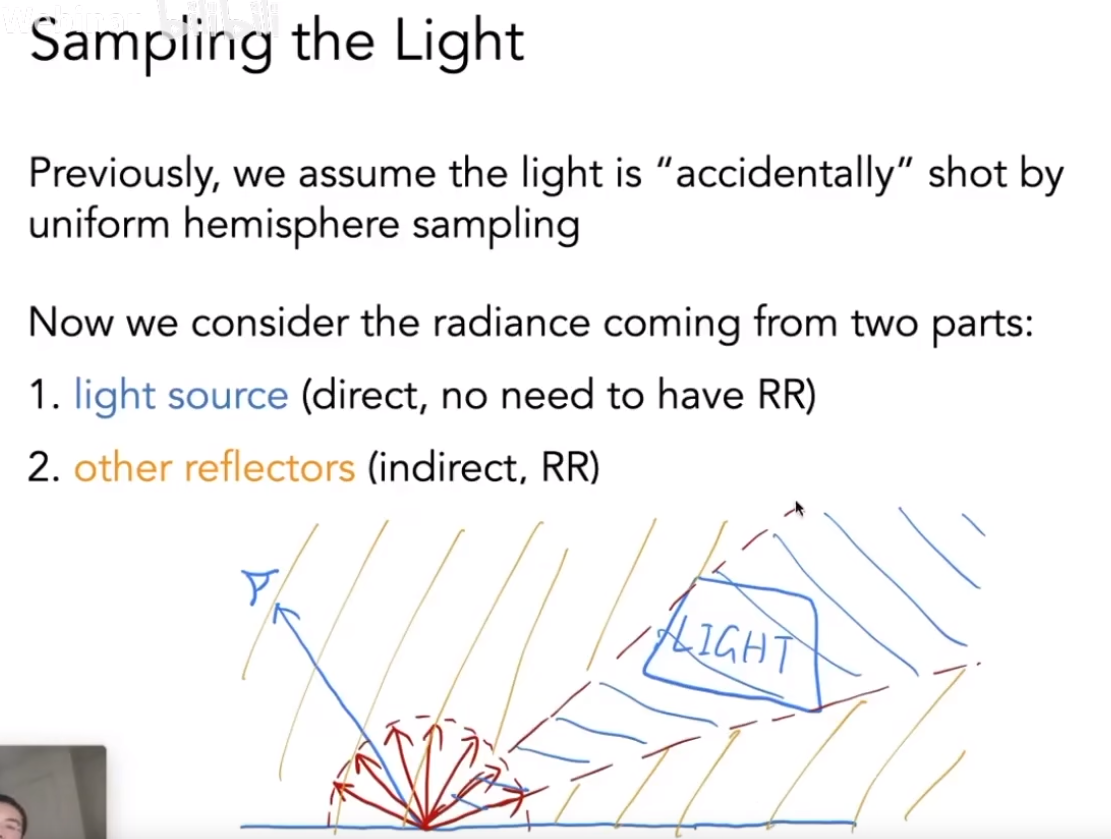 Sampling the Light
Previously, we assume the light is “accidentally” shot by
uniform hemisphere sampling
Now we consider the radiance coming from two parts:
1. light source (direct, no need to have RR)
2. other reflectors (indirect, RR)
LIGHT